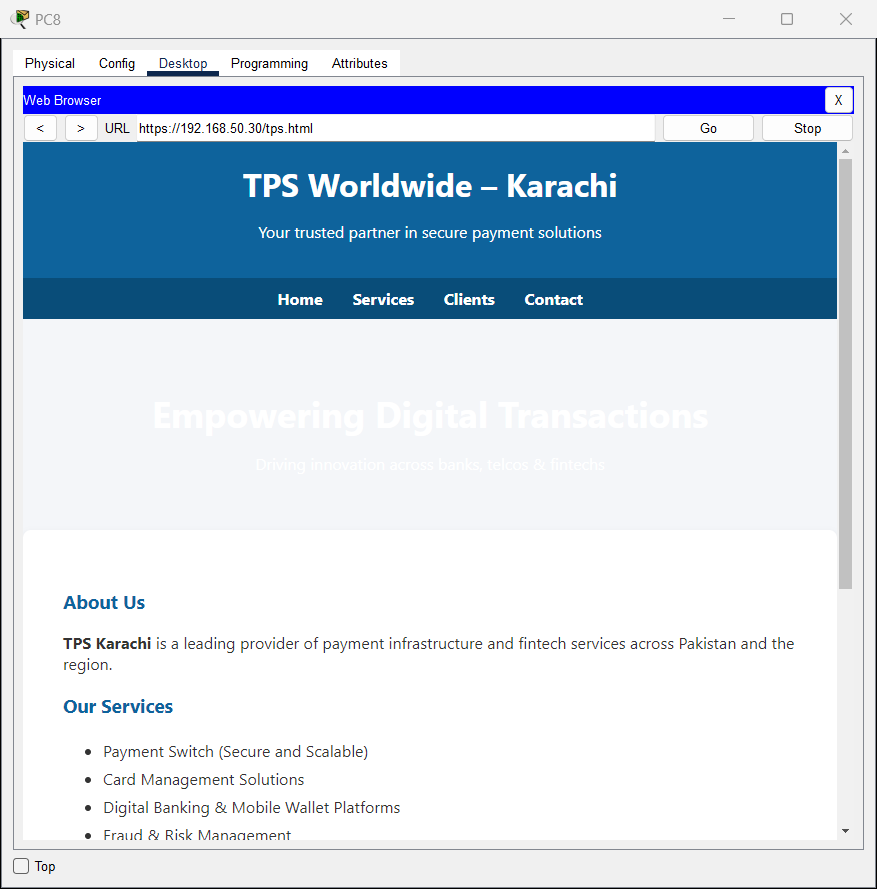 PC8
Physical Config Desktop Programming Attributes
Web Browser X
< > URL https://192.168.50.30/tps.html Go Stop
TPS Worldwide – Karachi
Your trusted partner in secure payment solutions
Home Services Clients Contact
Empowering Digital Transactions
Driving innovation across banks, telcos & fintechs
About Us
TPS Karachi is a leading provider of payment infrastructure and fintech services across Pakistan and the
region.
Our Services
• Payment Switch (Secure and Scalable)
• Card Management Solutions
• Digital Banking & Mobile Wallet Platforms
• Fraud & Risk Management
Top